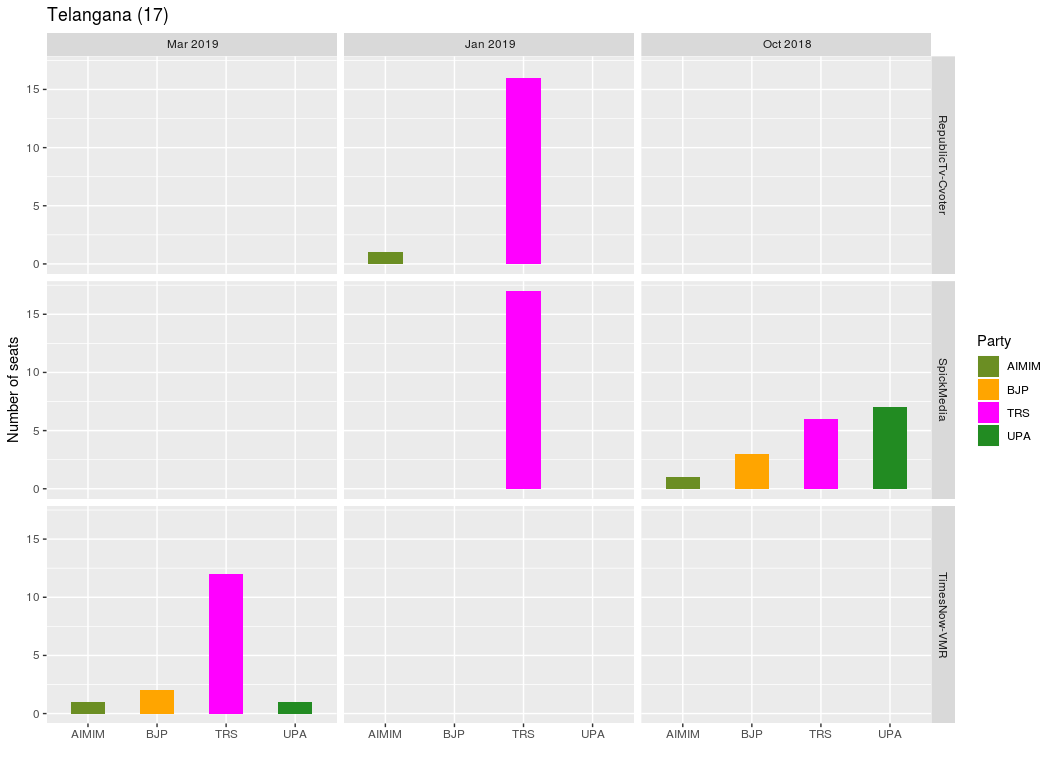 Telangana (17)
Mar 2019
Jan 2019
Oct 2018
15
10
5
0
RepublicTv-Cvoter
15
10
5
0
SpickMedia
15
10
5
0
TimesNow-VMR
Number of seats
AIMIM BJP TRS UPA
AIMIM BJP TRS UPA
AIMIM BJP TRS UPA
Party
AIMIM
BJP
TRS
UPA